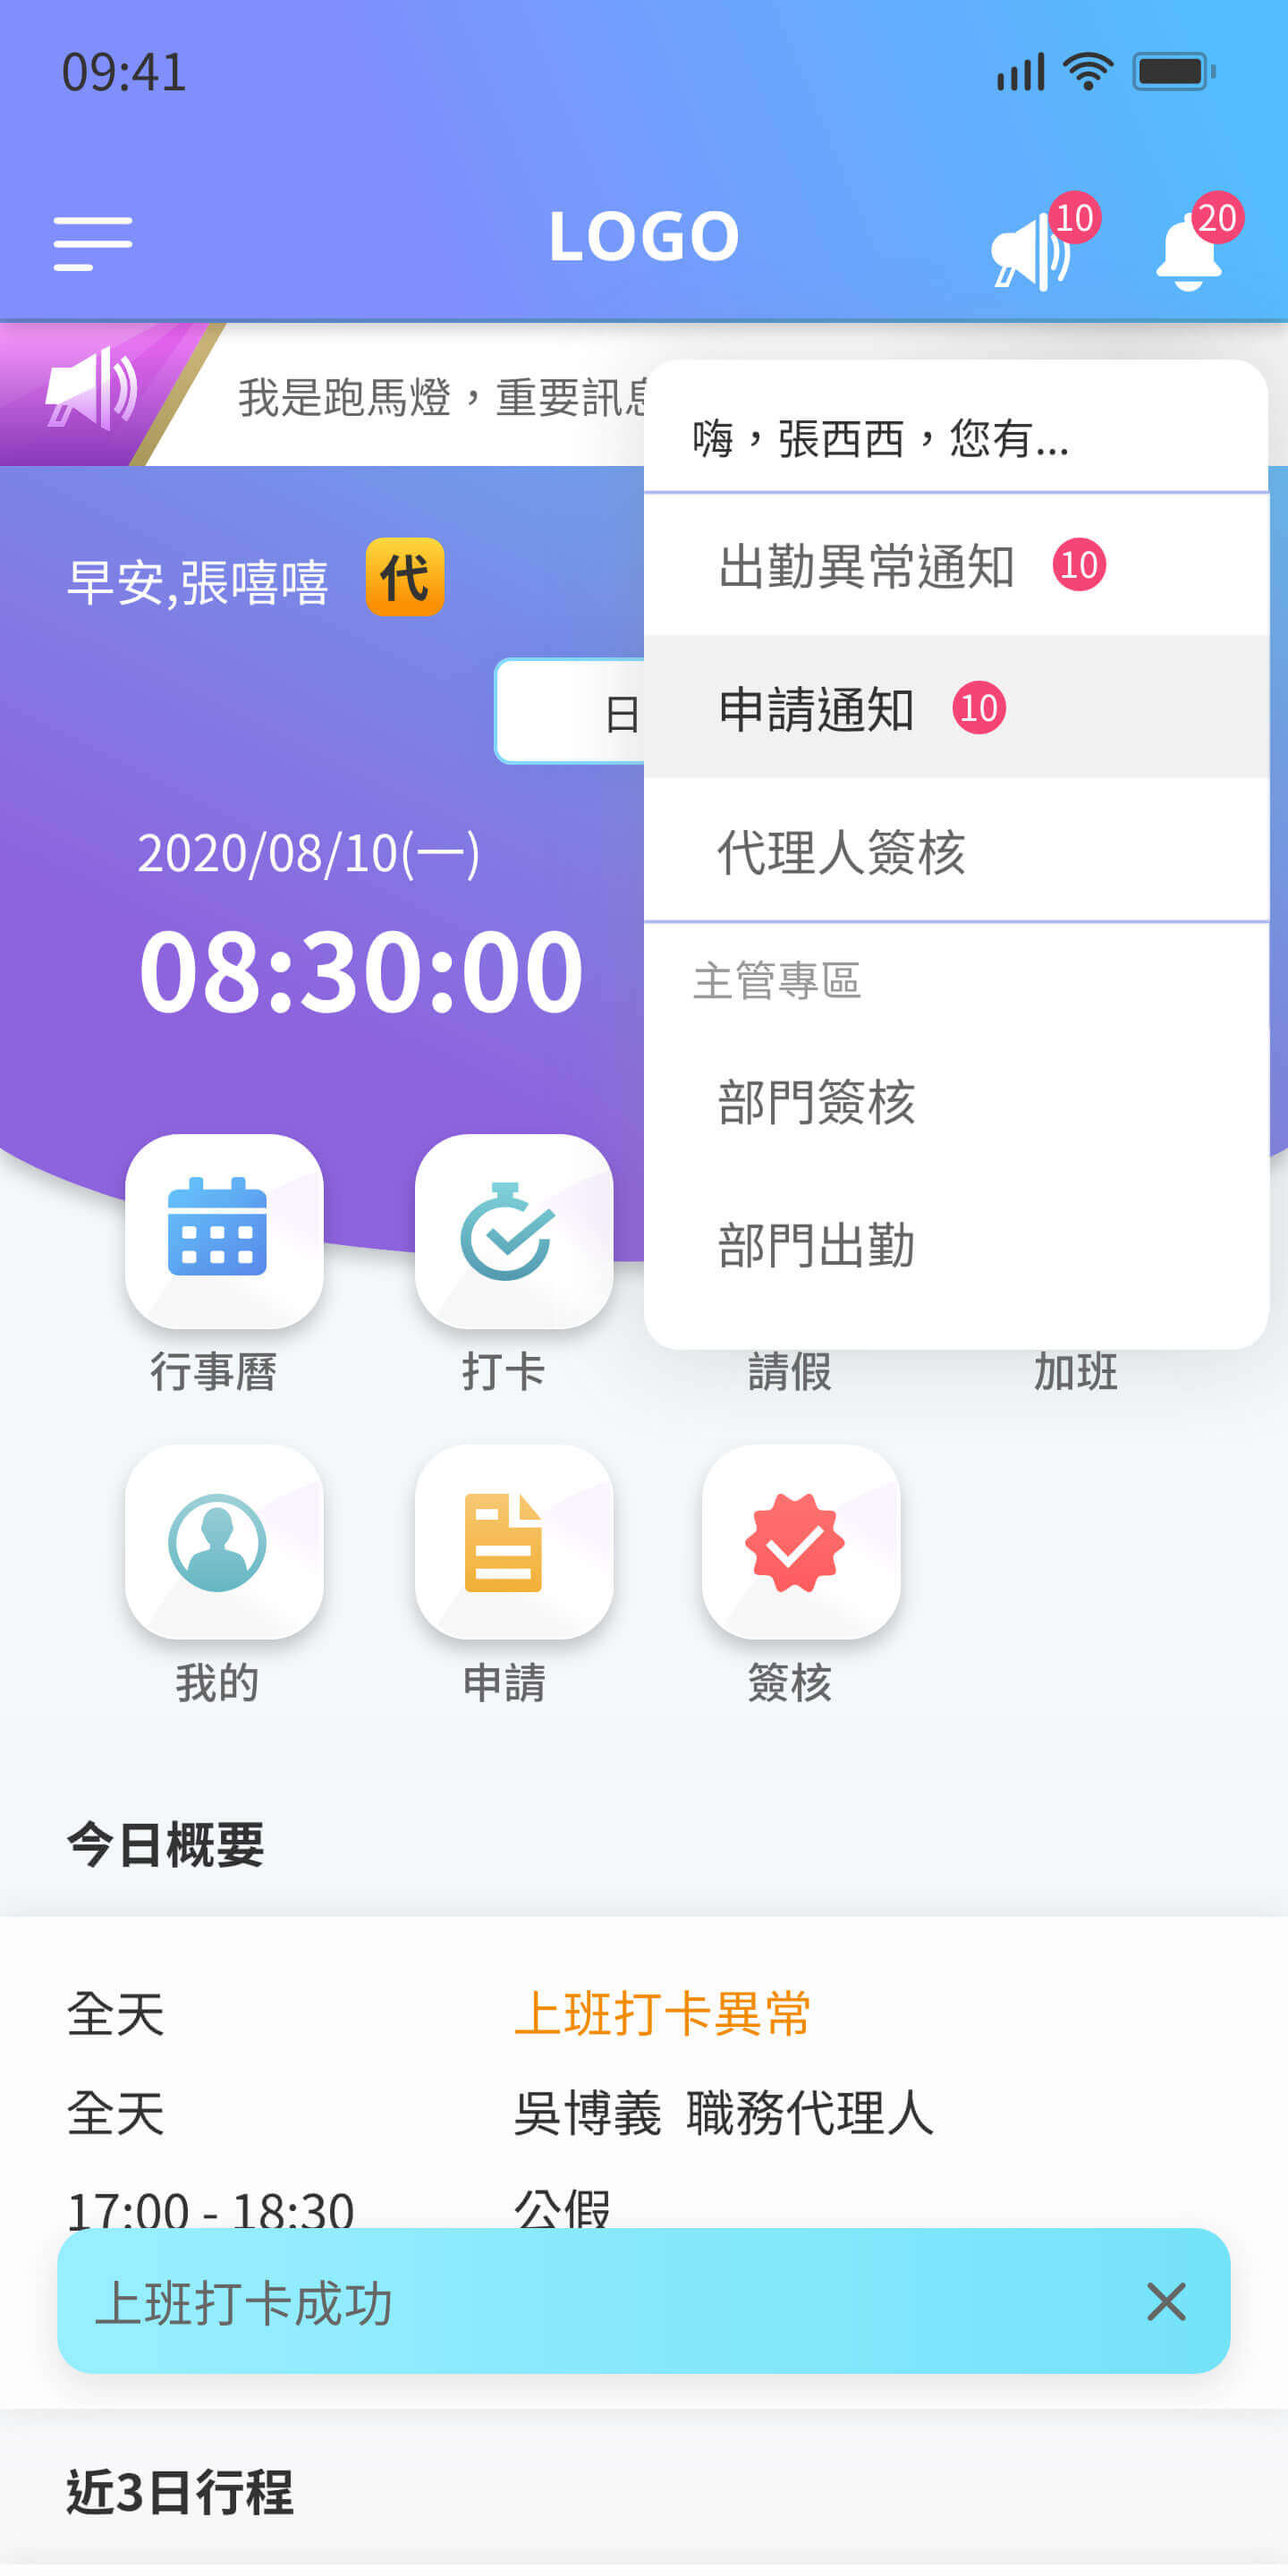 09:41
LOGO
10
20
我是跑馬燈，重要訊息
嗨，張西西，您有...
出勤異常通知 10
申請通知 10
代理人簽核
主管專區
部門簽核
部門出勤
早安,張嘻嘻 代
日
2020/08/10(一)
08:30:00
行事曆 打卡 請假 加班
我的 申請 簽核
今日概要
全天 上班打卡異常
全天 吳博義 職務代理人
17:00 - 18:30 公假
上班打卡成功
近3日行程